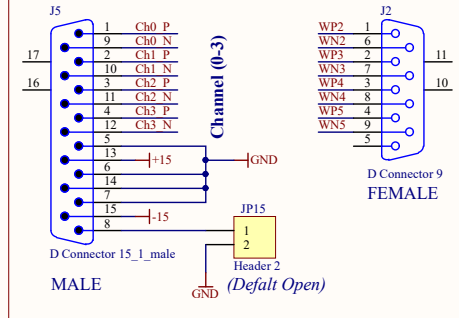 J5
1 Ch0_P
9 Ch0_N
2 Ch1_P
10 Ch1_N
3 Ch2_P
11 Ch2_N
4 Ch3_P
12 Ch3_N
5
13 +15
6
14
7
15 -15
8
17
16
GND
Channel (0-3)
JP15
1
2
Header 2
GND
(Defalt Open)
D Connector 15_1_male
MALE
J2
WP2 1
WN2 6
WP3 2
WN3 7
WP4 3
WN4 8
WP5 4
WN5 9
5
11
10
D Connector 9
FEMALE